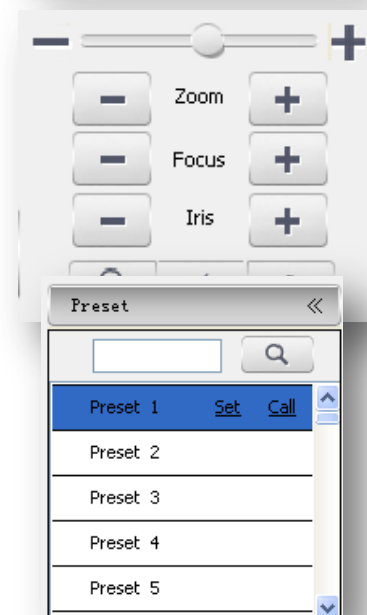 Zoom
Focus
Iris
Preset
Preset 1 Set Call
Preset 2
Preset 3
Preset 4
Preset 5